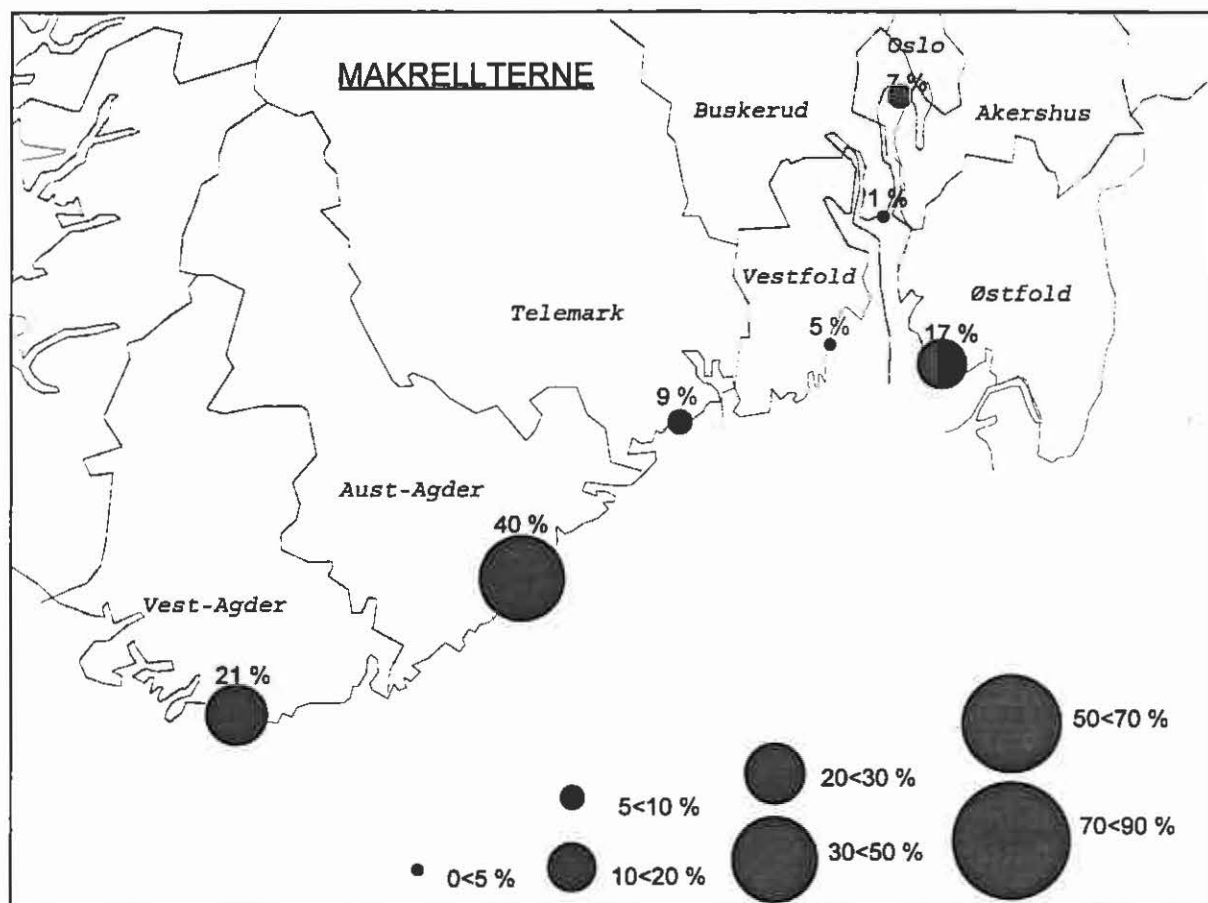 Oslo
MAKRELLTERNE
7 %
Buskerud
Akershus
1 %
Vestfold
Østfold
Telemark
5 %
17 %
9 %
Aust-Agder
40 %
Vest-Agder
21 %
50<70 %
20<30 %
5<10 %
70<90 %
30<50 %
0<5 %
10<20 %